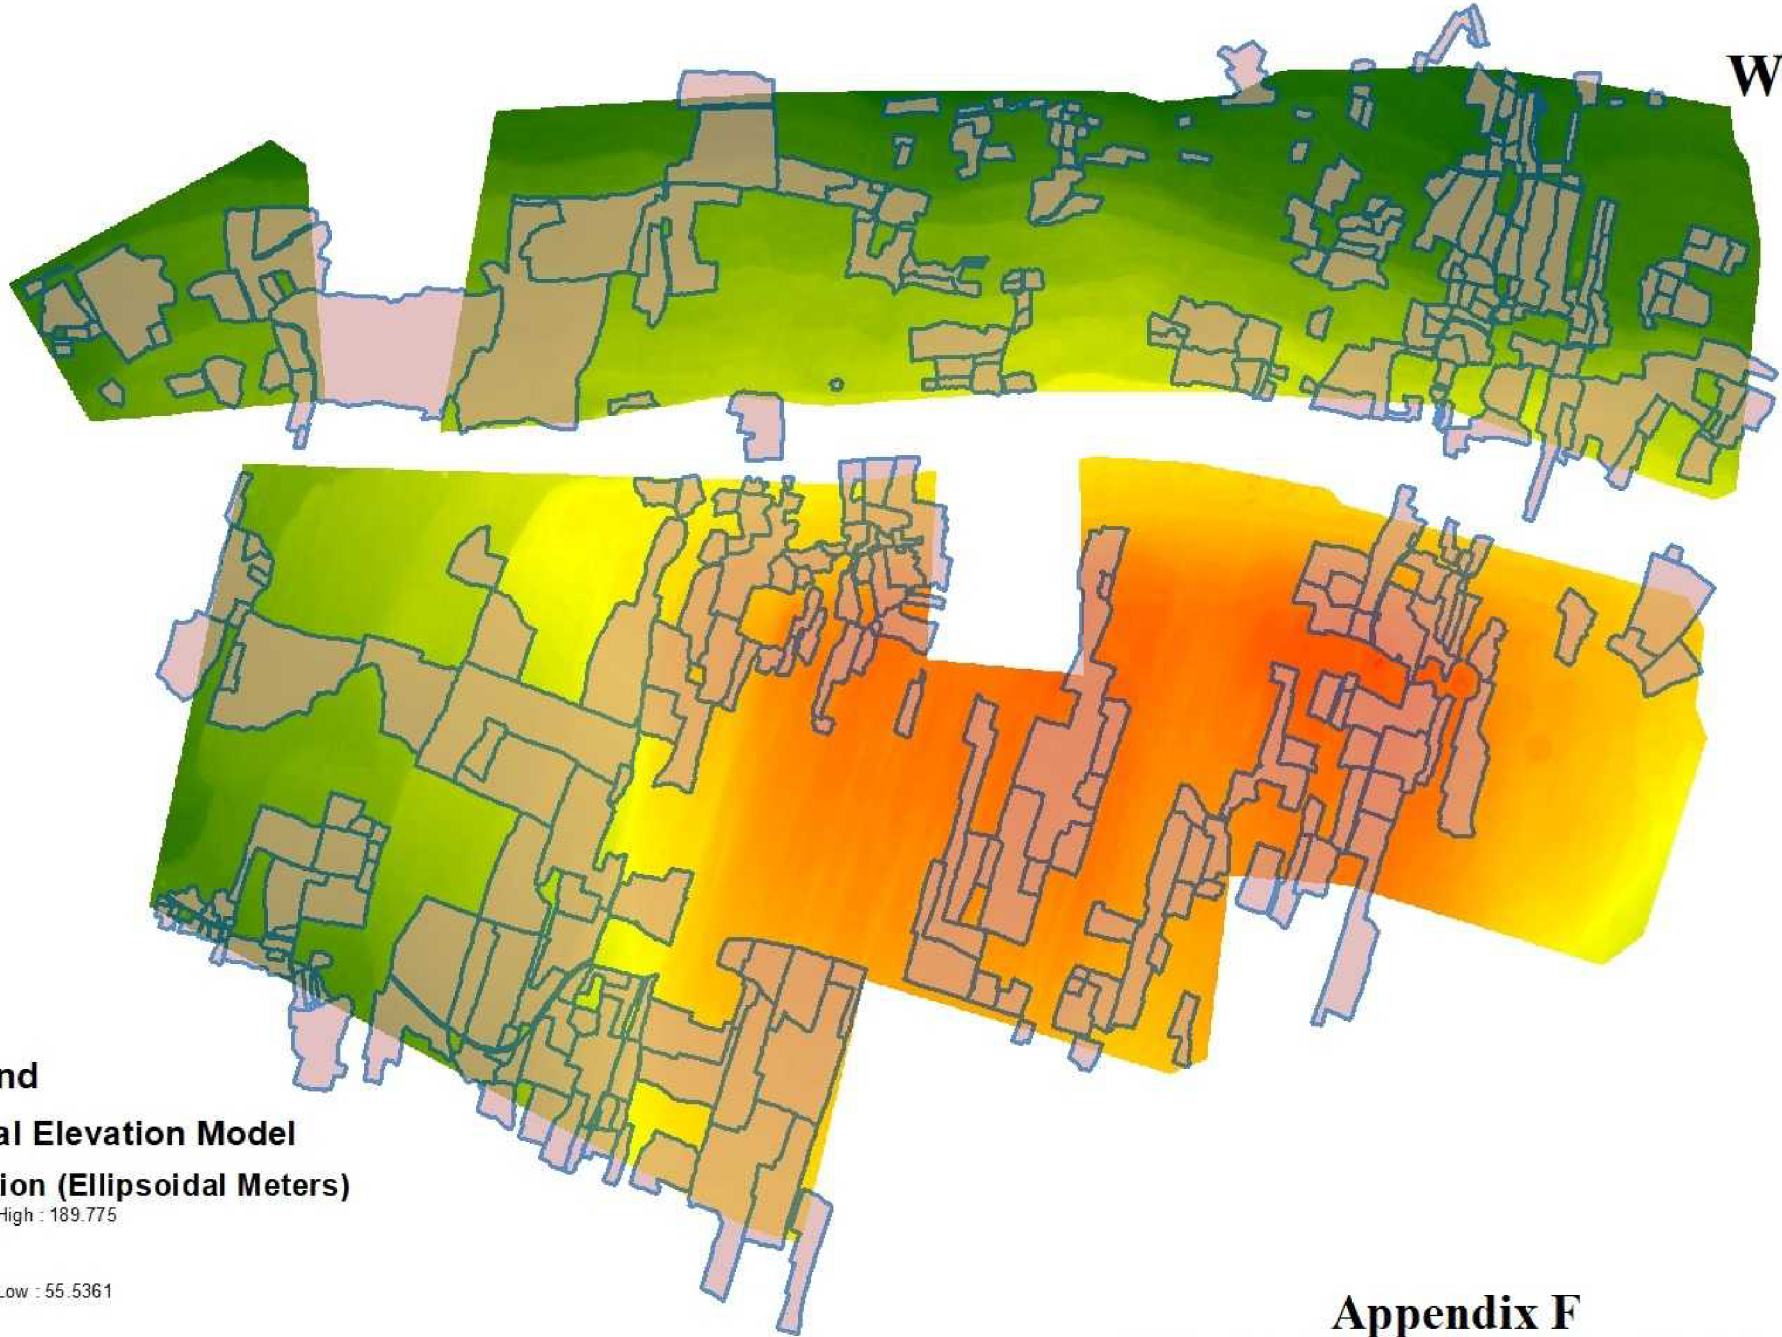 W
nd
al Elevation Model
ion (Ellipsoidal Meters)
High : 189.775
Low : 55.5361
Appendix F